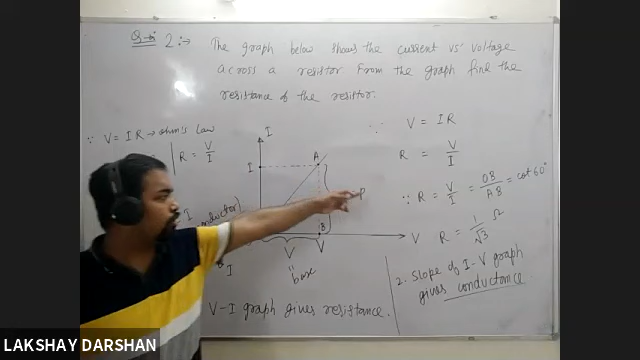 Q → 2:→ The graph below shows the current vs' voltage
across a resistor From the graph find the
resistance of the resistor.
∵ V = IR → ohm's Law
R = V/I
I
I
A
B
V
V
"
base
uctor)
I
I
P
V-I graph gives resistance.
∵ V = IR
R = V/I
∵ R = V/I = OB/AB = cot 60°
R = 1/√3 Ω
2. Slope of I-V graph
gives conductance.
LAKSHAY DARSHAN